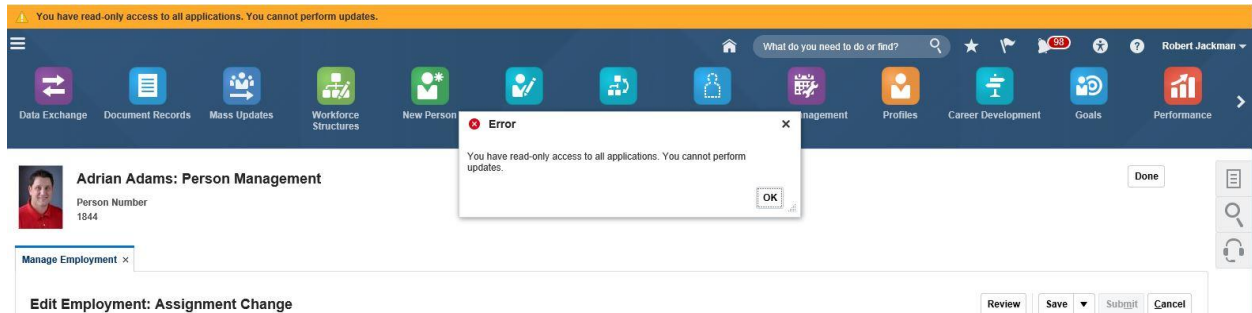 You have read-only access to all applications. You cannot perform updates.
What do you need to do or find?
98
Robert Jackman
Data Exchange
Document Records
Mass Updates
Workforce
Structures
New Person
nagement
Profiles
Career Development
Goals
Performance
Error
You have read-only access to all applications. You cannot perform
updates.
OK
Adrian Adams: Person Management
Done
Person Number
1844
Manage Employment ×
Edit Employment: Assignment Change
Review
Save
Submit
Cancel